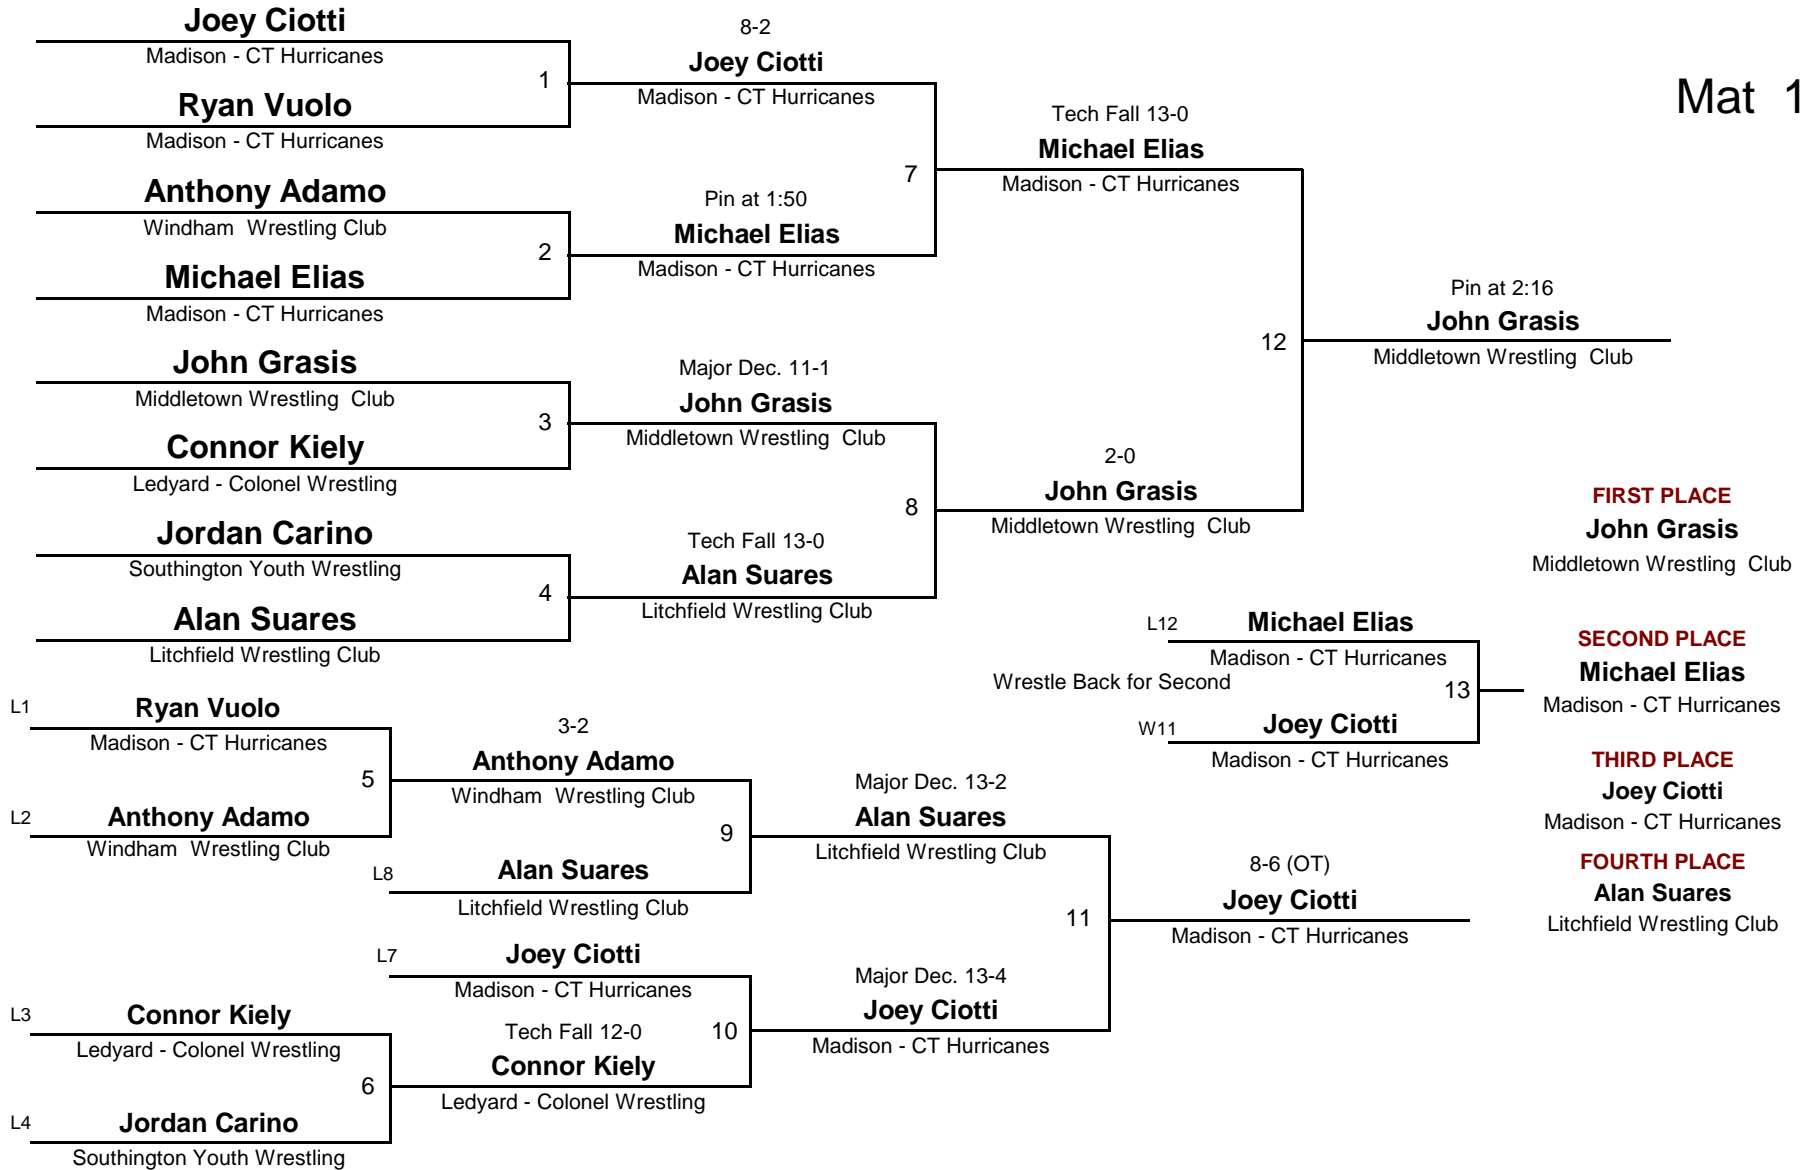 Mat 1
Joey Ciotti
Madison - CT Hurricanes
1
Ryan Vuolo
Madison - CT Hurricanes
Anthony Adamo
Windham Wrestling Club
2
Michael Elias
Madison - CT Hurricanes
John Grasis
Middletown Wrestling Club
3
Connor Kiely
Ledyard - Colonel Wrestling
Jordan Carino
Southington Youth Wrestling
4
Alan Suares
Litchfield Wrestling Club
8-2
Joey Ciotti
Madison - CT Hurricanes
7
Pin at 1:50
Michael Elias
Madison - CT Hurricanes
Major Dec. 11-1
John Grasis
Middletown Wrestling Club
8
Tech Fall 13-0
Alan Suares
Litchfield Wrestling Club
Tech Fall 13-0
Michael Elias
Madison - CT Hurricanes
12
2-0
John Grasis
Middletown Wrestling Club
Pin at 2:16
John Grasis
Middletown Wrestling Club
L1
Ryan Vuolo
Madison - CT Hurricanes
5
L2
Anthony Adamo
Windham Wrestling Club
L3
Connor Kiely
Ledyard - Colonel Wrestling
6
L4
Jordan Carino
Southington Youth Wrestling
3-2
Anthony Adamo
Windham Wrestling Club
9
L8
Alan Suares
Litchfield Wrestling Club
L7
Joey Ciotti
Madison - CT Hurricanes
10
Tech Fall 12-0
Connor Kiely
Ledyard - Colonel Wrestling
Major Dec. 13-2
Alan Suares
Litchfield Wrestling Club
11
Major Dec. 13-4
Joey Ciotti
Madison - CT Hurricanes
8-6 (OT)
Joey Ciotti
Madison - CT Hurricanes
L12
Michael Elias
Madison - CT Hurricanes
Wrestle Back for Second
13
W11
Joey Ciotti
Madison - CT Hurricanes
FIRST PLACE
John Grasis
Middletown Wrestling Club
SECOND PLACE
Michael Elias
Madison - CT Hurricanes
THIRD PLACE
Joey Ciotti
Madison - CT Hurricanes
FOURTH PLACE
Alan Suares
Litchfield Wrestling Club